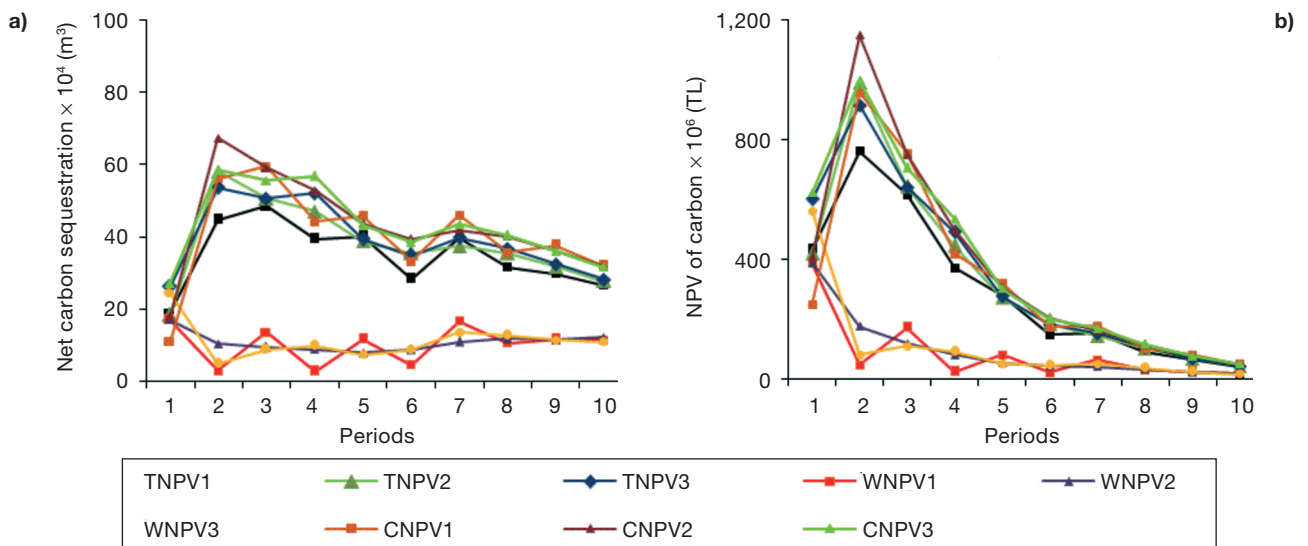 a)
Net carbon sequestration × 10⁴ (m³)
100
80
60
40
20
0
1 2 3 4 5 6 7 8 9 10
Periods
b)
NPV of carbon × 10⁶ (TL)
1,200
800
400
0
1 2 3 4 5 6 7 8 9 10
Periods
TNPV1 TNPV2 TNPV3 WNPV1 WNPV2
WNPV3 CNPV1 CNPV2 CNPV3